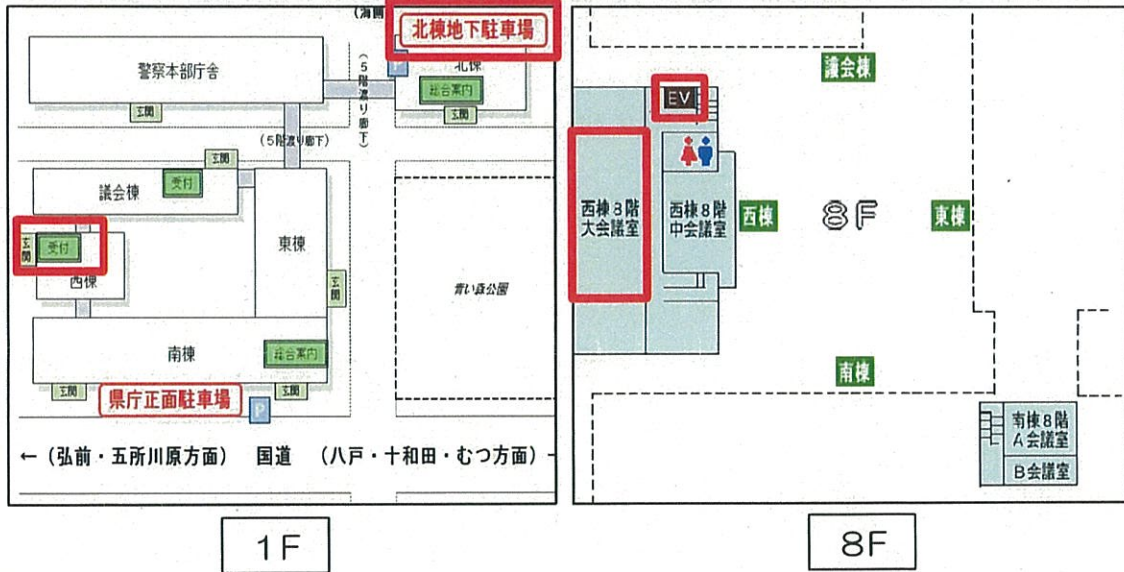 (海側
北棟地下駐車場
警察本部庁舎
(5階渡り廊下)
P
北棟
総合案内
玄関
玄関
(5階渡り廊下)
玄関
議会棟
受付
東棟
玄関
受付
西棟
玄関
青い森公園
南棟
総合案内
玄関
県庁正面駐車場
玄関
P
←(弘前・五所川原方面) 国道 (八戸・十和田・むつ方面)-
1F
議会棟
EV
西棟8階
大会議室
西棟8階
中会議室
西棟
8F
東棟
南棟
南棟8階
A会議室
B会議室
8F